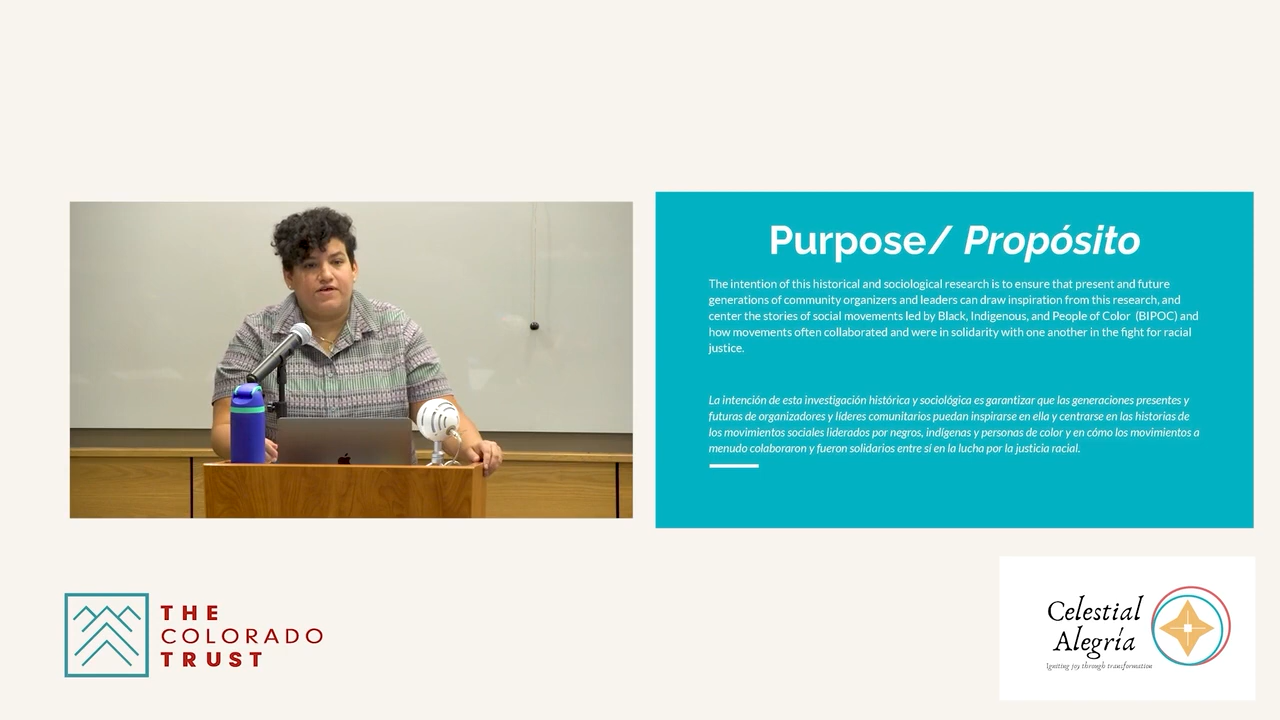 Purpose/ Propósito
The intention of this historical and sociological research is to ensure that present and future
generations of community organizers and leaders can draw inspiration from this research, and
center the stories of social movements led by Black, Indigenous, and People of Color (BIPOC) and
how movements often collaborated and were in solidarity with one another in the fight for racial
justice.
La intención de esta investigación histórica y sociológica es garantizar que las generaciones presentes y
futuras de organizadores y líderes comunitarios puedan inspirarse en ella y centrarse en las historias de
los movimientos sociales liderados por negros, indígenas y personas de color y en cómo los movimientos a
menudo colaboraron y fueron solidarios entre sí en la lucha por la justicia racial.
THE
COLORADO
TRUST
Celestial
Alegría
Igniting joy through transformation